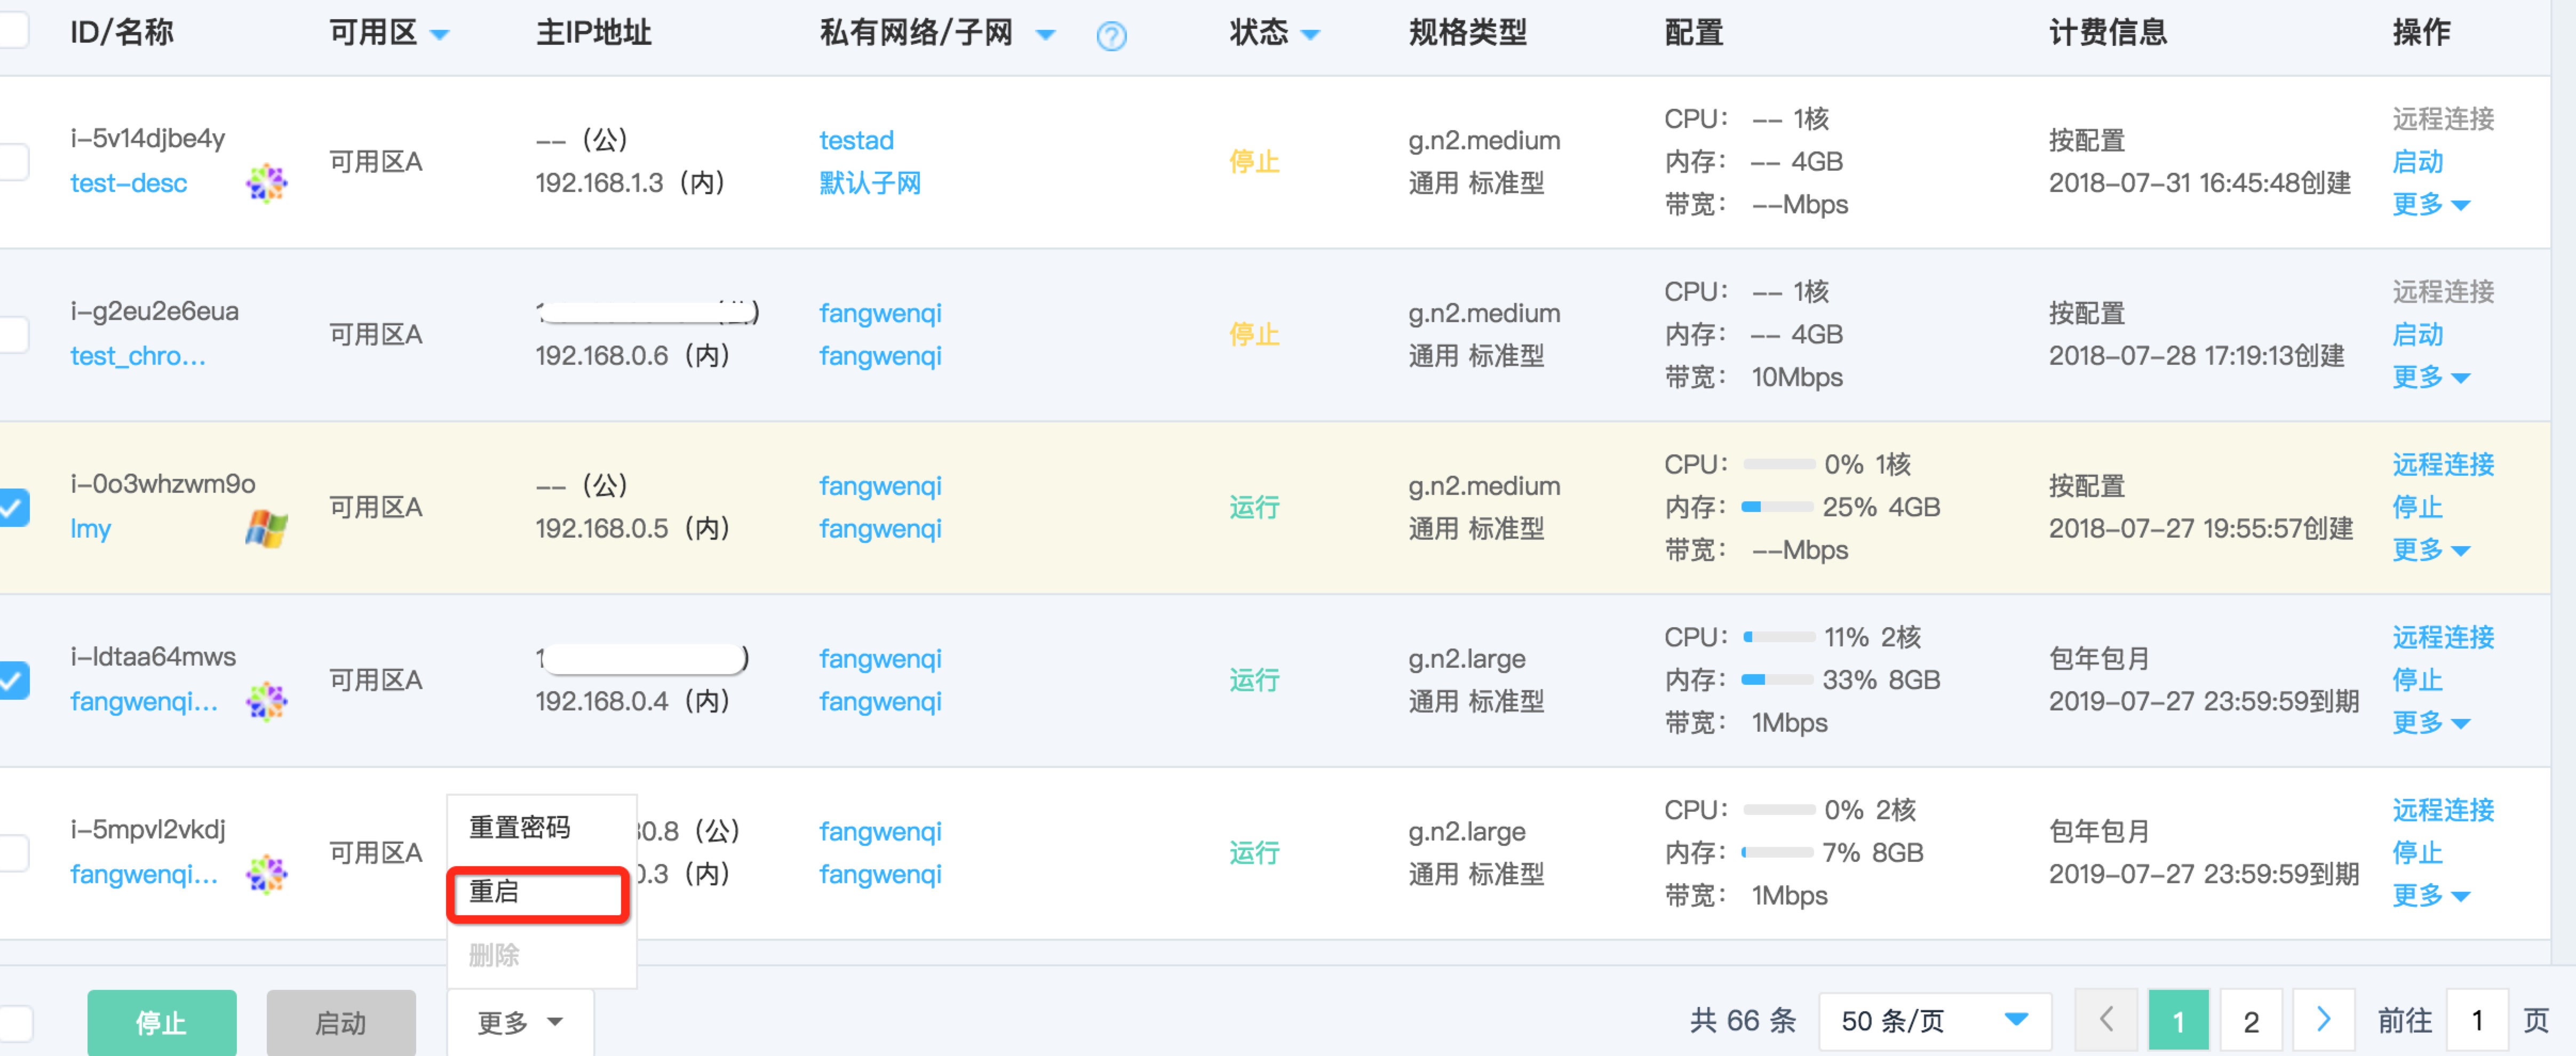 ID/名称 可用区 主IP地址 私有网络/子网 ? 状态 规格类型 配置 计费信息 操作
i-5v14djbe4y
test-desc
可用区A
-- (公)
192.168.1.3 (内)
testad
默认子网
停止
g.n2.medium
通用 标准型
CPU: -- 1核
内存: -- 4GB
带宽: --Mbps
按配置
2018-07-31 16:45:48创建
远程连接
启动
更多
i-g2eu2e6eua
test_chro...
可用区A
192.168.0.6 (内)
fangwenqi
fangwenqi
停止
g.n2.medium
通用 标准型
CPU: -- 1核
内存: -- 4GB
带宽: 10Mbps
按配置
2018-07-28 17:19:13创建
远程连接
启动
更多
i-0o3whzwm9o
lmy
可用区A
-- (公)
192.168.0.5 (内)
fangwenqi
fangwenqi
运行
g.n2.medium
通用 标准型
CPU: 0% 1核
内存: 25% 4GB
带宽: --Mbps
按配置
2018-07-27 19:55:57创建
远程连接
停止
更多
i-ldtaa64mws
fangwenqi...
可用区A
192.168.0.4 (内)
fangwenqi
fangwenqi
运行
g.n2.large
通用 标准型
CPU: 11% 2核
内存: 33% 8GB
带宽: 1Mbps
包年包月
2019-07-27 23:59:59到期
远程连接
停止
更多
i-5mpvl2vkdj
fangwenqi...
可用区A
0.8 (公)
0.3 (内)
fangwenqi
fangwenqi
运行
g.n2.large
通用 标准型
CPU: 0% 2核
内存: 7% 8GB
带宽: 1Mbps
包年包月
2019-07-27 23:59:59到期
远程连接
停止
更多
重置密码
重启
删除
停止 启动 更多 共 66 条 50 条/页 < 1 2 > 前往 1 页